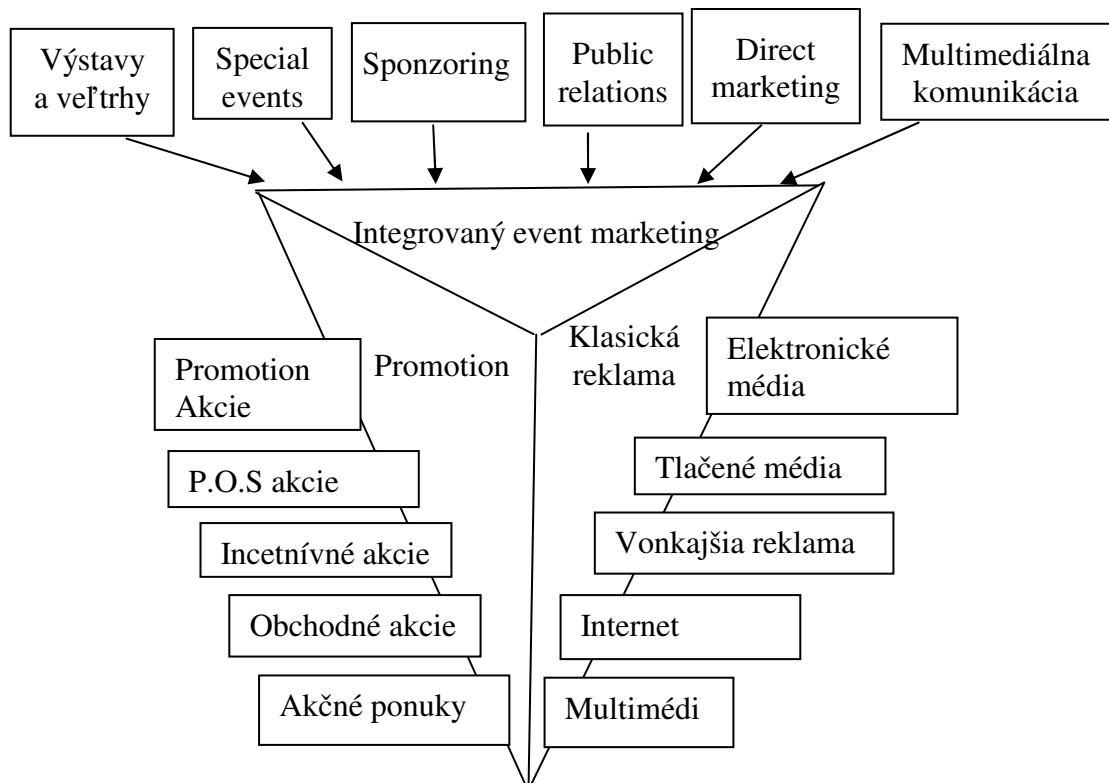 Výstavy
a veľtrhy
Special
events
Sponzoring
Public
relations
Direct
marketing
Multimediálna
komunikácia
Integrovaný event marketing
Promotion
Klasická
reklama
Promotion
Akcie
P.O.S akcie
Incetnívné akcie
Obchodné akcie
Akčné ponuky
Elektronické
média
Tlačené média
Vonkajšia reklama
Internet
Multimédi